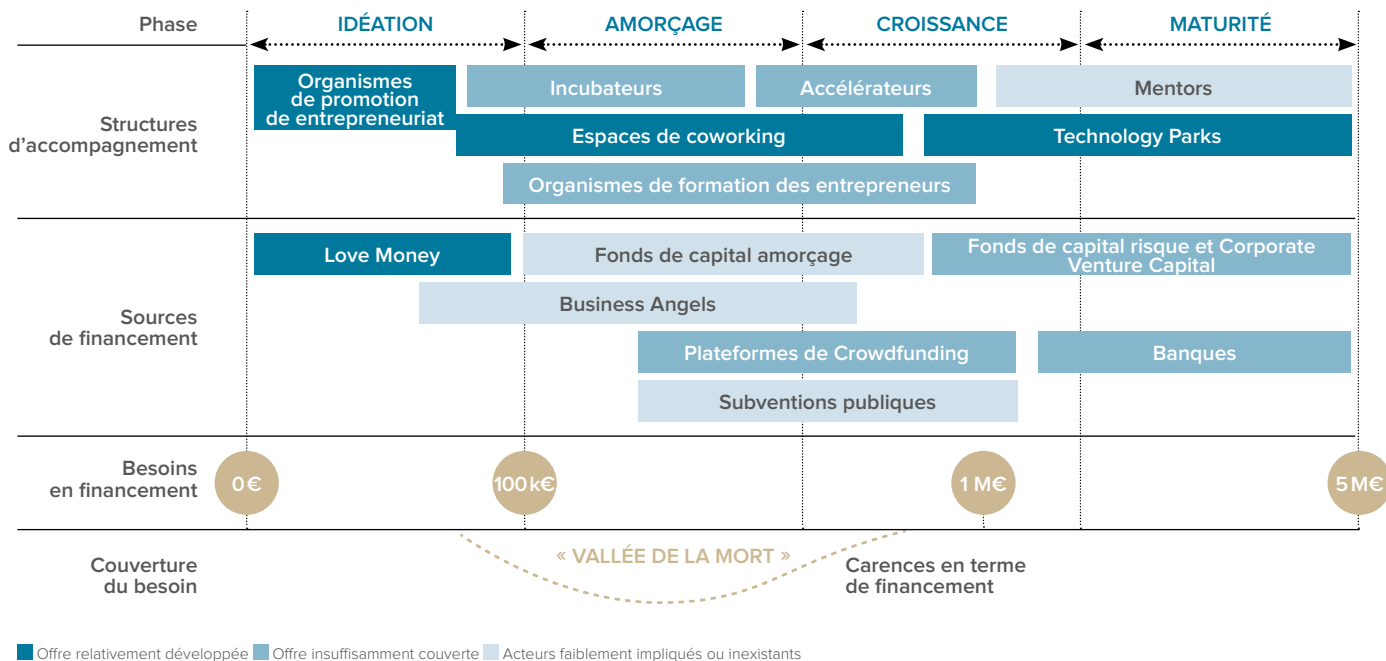 Phase
IDÉATION
AMORÇAGE
CROISSANCE
MATURITÉ
Structures
d'accompagnement
Organismes
de promotion
de entrepreneuriat
Incubateurs
Accélérateurs
Mentors
Espaces de coworking
Technology Parks
Organismes de formation des entrepreneurs
Sources
de financement
Love Money
Fonds de capital amorçage
Fonds de capital risque et Corporate
Venture Capital
Business Angels
Plateformes de Crowdfunding
Banques
Subventions publiques
Besoins
en financement
0 €
100 k€
1 M€
5 M€
Couverture
du besoin
« VALLÉE DE LA MORT »
Carences en terme
de financement
Offre relativement développée
Offre insuffisamment couverte
Acteurs faiblement impliqués ou inexistants